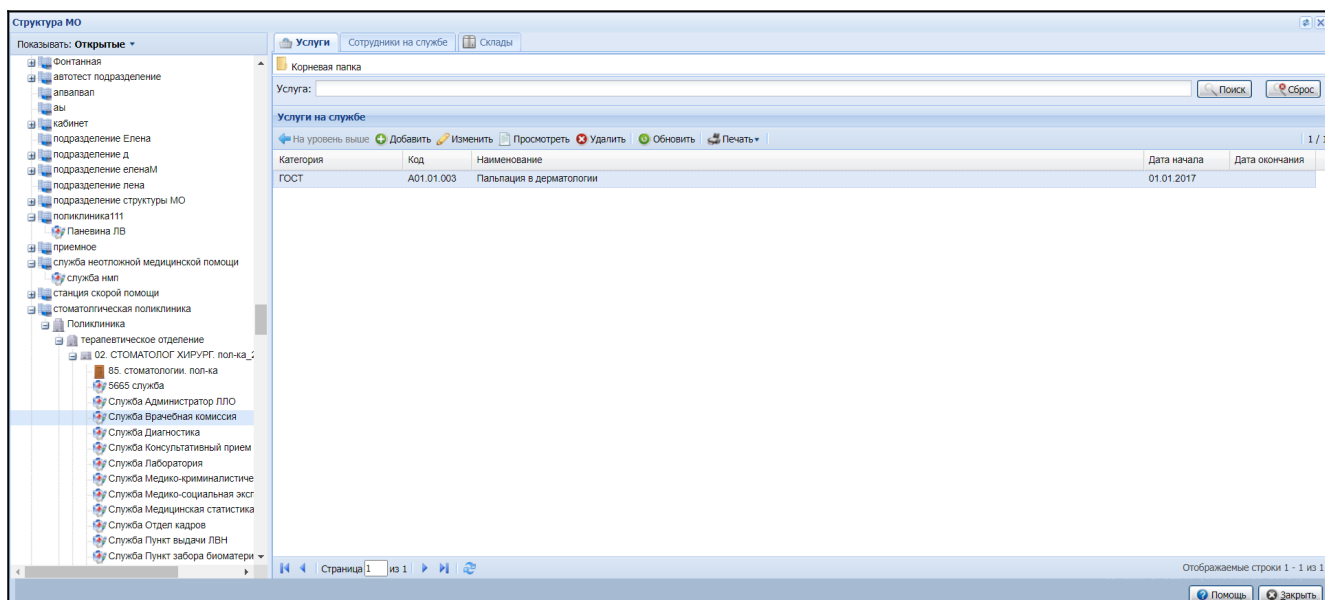 Структура МО
Показывать: Открытые
Фонтанная
автотест подразделение
апвапвап
аы
кабинет
подразделение Елена
подразделение д
подразделение еленаМ
подразделение лена
подразделение структуры МО
поликлиника111
Паневина ЛВ
приемное
служба неотложной медицинской помощи
служба нмп
станция скорой помощи
стоматолгическая поликлиника
Поликлиника
терапевтическое отделение
02. СТОМАТОЛОГ ХИРУРГ. пол-ка_2
85. стоматологии. пол-ка
5665 служба
Служба Администратор ЛЛО
Служба Врачебная комиссия
Служба Диагностика
Служба Консультативный прием
Служба Лаборатория
Служба Медико-криминалистиче
Служба Медико-социальная эксп
Служба Медицинская статистика
Служба Отдел кадров
Служба Пункт выдачи ЛВН
Служба Пункт забора биоматери
Услуги Сотрудники на службе Склады
Корневая папка
Услуга: Поиск Сброс
Услуги на службе
На уровень выше Добавить Изменить Просмотреть Удалить Обновить Печать 1 / 1
Категория Код Наименование Дата начала Дата окончания
ГОСТ A01.01.003 Пальпация в дерматологии 01.01.2017
Страница 1 из 1 Отображаемые строки 1 - 1 из 1
Помощь Закрыть